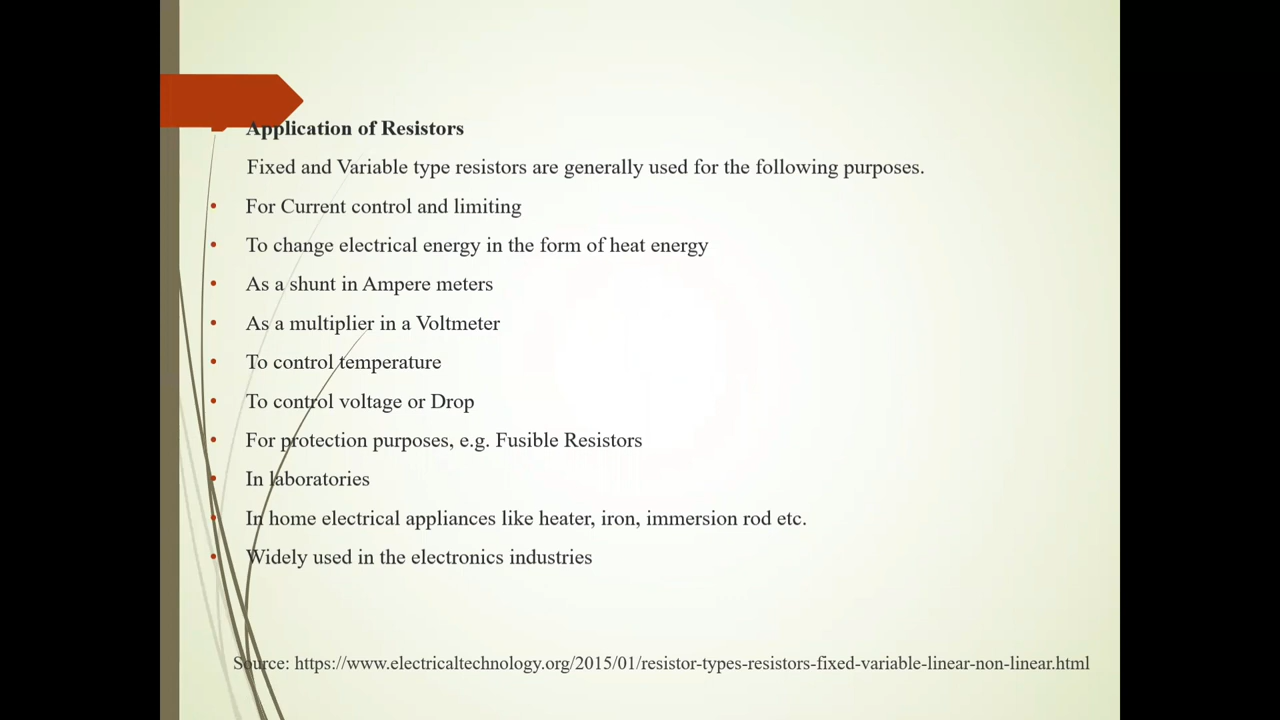 Application of Resistors
Fixed and Variable type resistors are generally used for the following purposes.
• For Current control and limiting
• To change electrical energy in the form of heat energy
• As a shunt in Ampere meters
• As a multiplier in a Voltmeter
• To control temperature
• To control voltage or Drop
• For protection purposes, e.g. Fusible Resistors
• In laboratories
• In home electrical appliances like heater, iron, immersion rod etc.
• Widely used in the electronics industries
Source: https://www.electricaltechnology.org/2015/01/resistor-types-resistors-fixed-variable-linear-non-linear.html